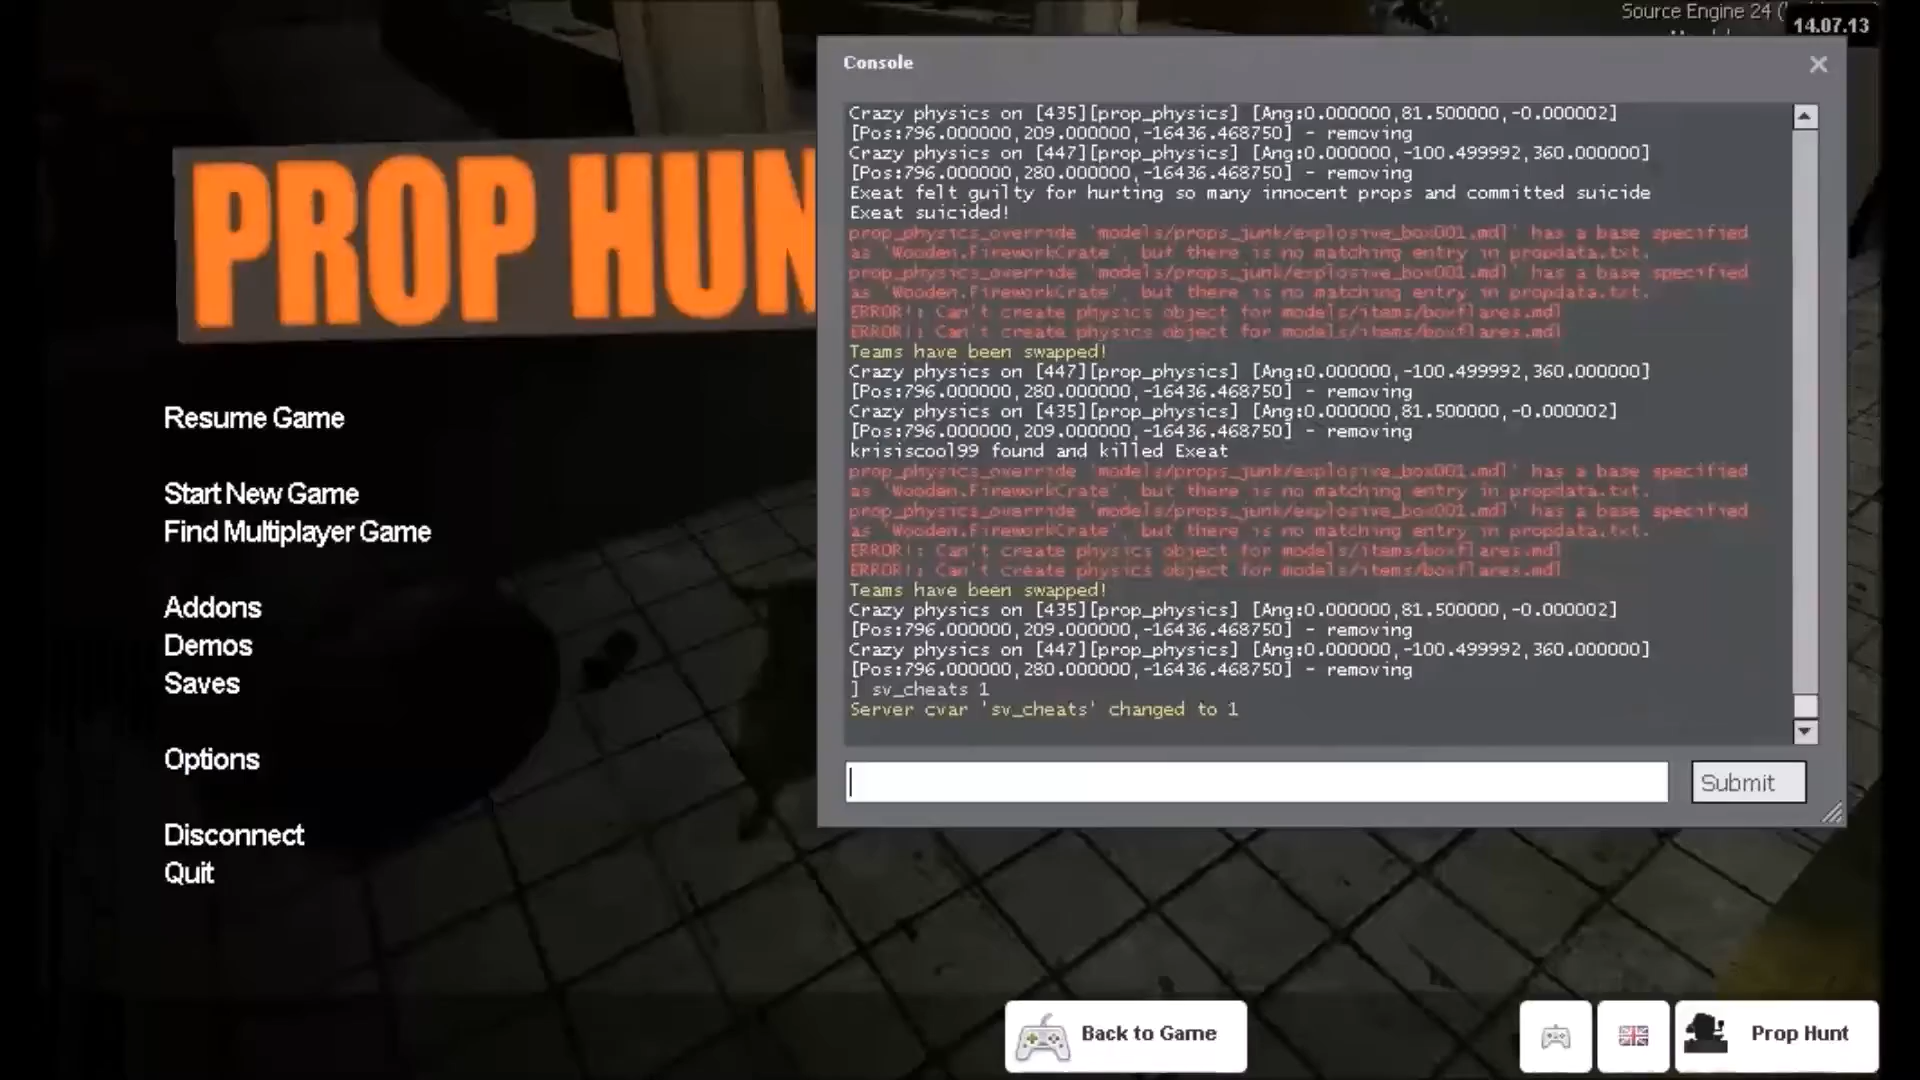 Source Engine 24 (
14.07.13
Console
Crazy physics on [435][prop_physics] [Ang:0.000000,81.500000,-0.000002]
[Pos:796.000000,209.000000,-16436.468750] - removing
Crazy physics on [447][prop_physics] [Ang:0.000000,-100.499992,360.000000]
[Pos:796.000000,280.000000,-16436.468750] - removing
Exeat felt guilty for hurting so many innocent props and committed suicide
Exeat suicided!
prop_physics_override 'models/props_junk/explosive_box001.mdl' has a base specified
as 'Wooden.FireworkCrate', but there is no matching entry in propdata.txt.
prop_physics_override 'models/props_junk/explosive_box001.mdl' has a base specified
as 'Wooden.FireworkCrate', but there is no matching entry in propdata.txt.
ERROR!: Can't create physics object for models/items/boxflares.mdl
ERROR!: Can't create physics object for models/items/boxflares.mdl
Teams have been swapped!
Crazy physics on [447][prop_physics] [Ang:0.000000,-100.499992,360.000000]
[Pos:796.000000,280.000000,-16436.468750] - removing
Crazy physics on [435][prop_physics] [Ang:0.000000,81.500000,-0.000002]
[Pos:796.000000,209.000000,-16436.468750] - removing
krisiscool99 found and killed Exeat
prop_physics_override 'models/props_junk/explosive_box001.mdl' has a base specified
as 'Wooden.FireworkCrate', but there is no matching entry in propdata.txt.
prop_physics_override 'models/props_junk/explosive_box001.mdl' has a base specified
as 'Wooden.FireworkCrate', but there is no matching entry in propdata.txt.
ERROR!: Can't create physics object for models/items/boxflares.mdl
ERROR!: Can't create physics object for models/items/boxflares.mdl
Teams have been swapped!
Crazy physics on [435][prop_physics] [Ang:0.000000,81.500000,-0.000002]
[Pos:796.000000,209.000000,-16436.468750] - removing
Crazy physics on [447][prop_physics] [Ang:0.000000,-100.499992,360.000000]
[Pos:796.000000,280.000000,-16436.468750] - removing
] sv_cheats 1
Server cvar 'sv_cheats' changed to 1
Submit
PROP HUN
Resume Game
Start New Game
Find Multiplayer Game
Addons
Demos
Saves
Options
Disconnect
Quit
Back to Game
Prop Hunt